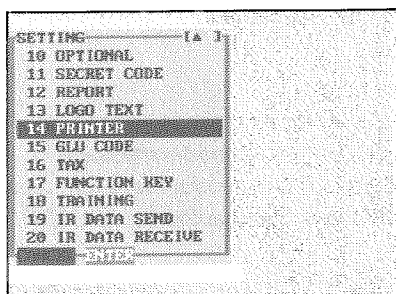 SETTING [▲ ]
10 OPTIONAL
11 SECRET CODE
12 REPORT
13 LOGO TEXT
14 PRINTER
15 GLU CODE
16 TAX
17 FUNCTION KEY
18 TRAINING
19 IR DATA SEND
20 IR DATA RECEIVE
ENTER